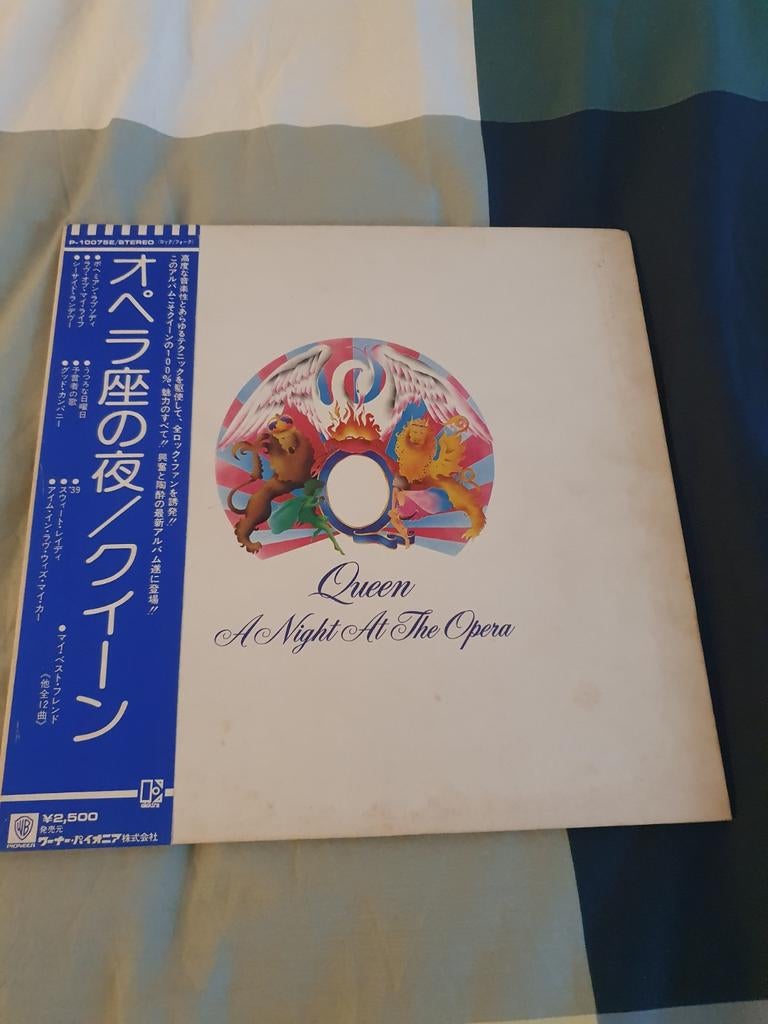 P-10075E/STEREO (ロック/フォーク)
高度な音楽性とあらゆるテクニックを駆使して、全ロック・ファンを誘発!!
このアルバムこそクイーンの100%、魅力のすべて!! 興奮と陶酔の最新アルバム遂に登場!!
オペラ座の夜/クイーン
●ボヘミアン・ラプソディ
●ラヴ・オブ・マイ・ライフ
●シーサイド・ランデヴー
●うつろな日曜日
●予言者の歌
●グッド・カンパニー
●'39
●スウィート・レイディ
●アイム・イン・ラヴ・ウィズ・マイ・カー
●マイ・ベスト・フレンド
《他全12曲》
¥2,500
発売元
ワーナー・パイオニア株式会社
WB
PIONEER
elektra
Queen
A Night At The Opera